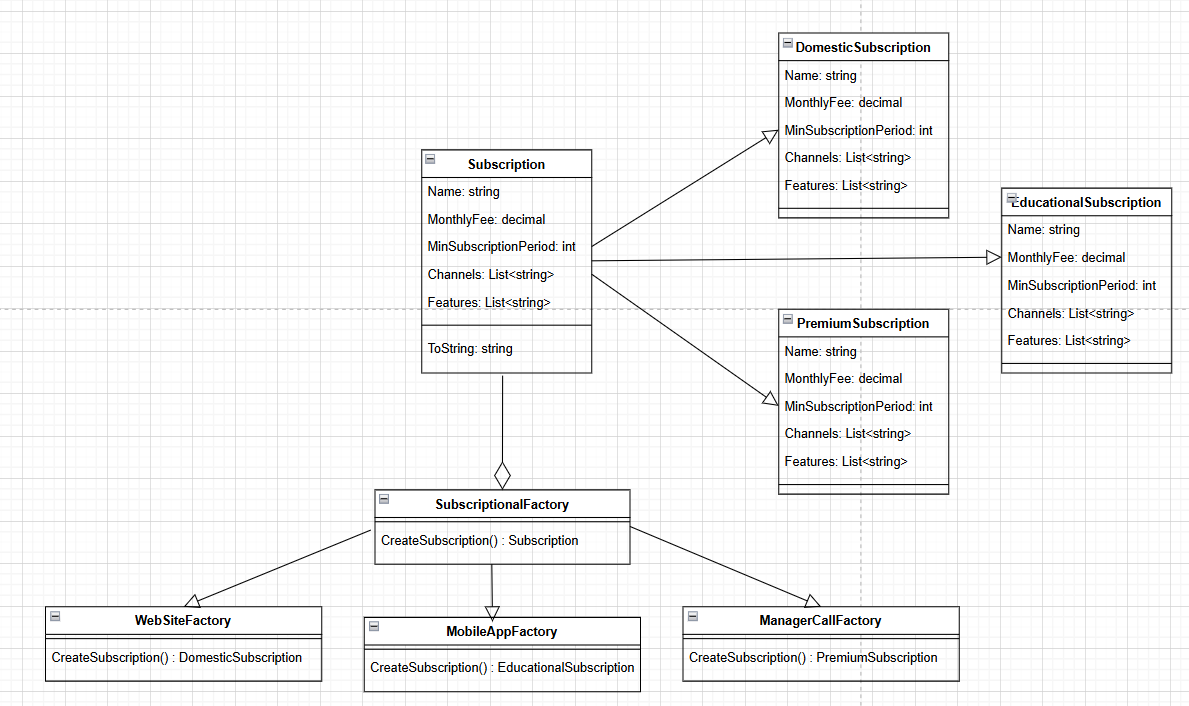 DomesticSubscription
Name: string
MonthlyFee: decimal
MinSubscriptionPeriod: int
Channels: List<string>
Features: List<string>
Subscription
Name: string
MonthlyFee: decimal
MinSubscriptionPeriod: int
Channels: List<string>
Features: List<string>
ToString: string
EducationalSubscription
Name: string
MonthlyFee: decimal
MinSubscriptionPeriod: int
Channels: List<string>
Features: List<string>
PremiumSubscription
Name: string
MonthlyFee: decimal
MinSubscriptionPeriod: int
Channels: List<string>
Features: List<string>
SubscriptionalFactory
CreateSubscription() : Subscription
WebSiteFactory
CreateSubscription() : DomesticSubscription
MobileAppFactory
CreateSubscription() : EducationalSubscription
ManagerCallFactory
CreateSubscription() : PremiumSubscription